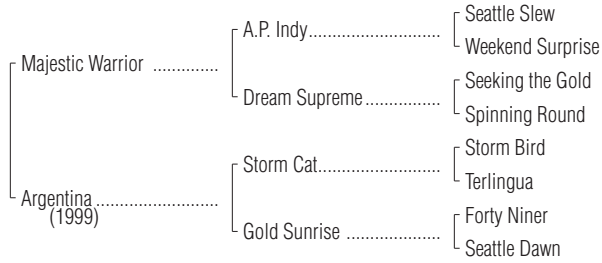 Seattle Slew
A.P. Indy
Weekend Surprise
Majestic Warrior
Seeking the Gold
Dream Supreme
Spinning Round
Storm Bird
Storm Cat
Terlingua
Argentina
(1999)
Forty Niner
Gold Sunrise
Seattle Dawn